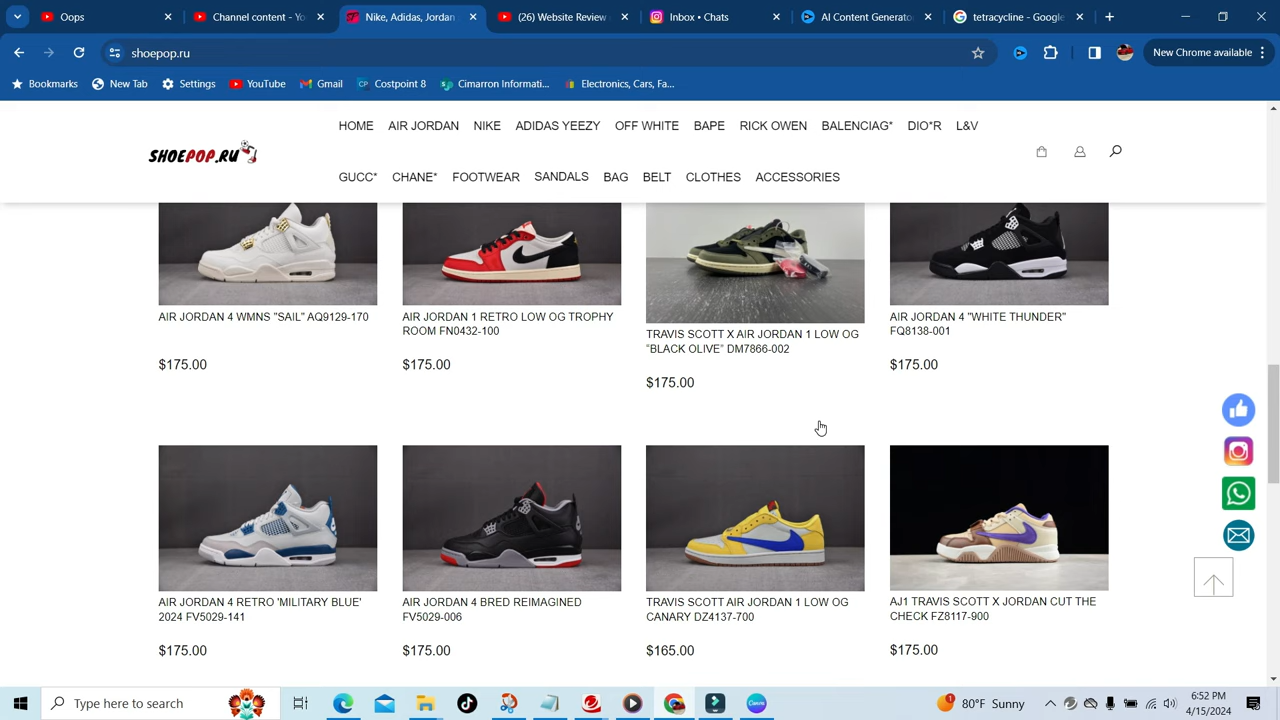 Oops
Channel content - Yo
Nike, Adidas, Jordan
(26) Website Review
Inbox • Chats
AI Content Generato
tetracycline - Google
shoepop.ru
New Chrome available
Bookmarks
New Tab
Settings
YouTube
Gmail
Costpoint 8
Cimarron Informati...
Electronics, Cars, Fa...
SHOEPOP.RU
HOME AIR JORDAN NIKE ADIDAS YEEZY OFF WHITE BAPE RICK OWEN BALENCIAG* DIO*R L&V
GUCC* CHANE* FOOTWEAR SANDALS BAG BELT CLOTHES ACCESSORIES
AIR JORDAN 4 WMNS "SAIL" AQ9129-170
$175.00
AIR JORDAN 1 RETRO LOW OG TROPHY
ROOM FN0432-100
$175.00
TRAVIS SCOTT X AIR JORDAN 1 LOW OG
“BLACK OLIVE” DM7866-002
$175.00
AIR JORDAN 4 "WHITE THUNDER"
FQ8138-001
$175.00
AIR JORDAN 4 RETRO 'MILITARY BLUE'
2024 FV5029-141
$175.00
AIR JORDAN 4 BRED REIMAGINED
FV5029-006
$175.00
TRAVIS SCOTT AIR JORDAN 1 LOW OG
CANARY DZ4137-700
$165.00
AJ1 TRAVIS SCOTT X JORDAN CUT THE
CHECK FZ8117-900
$175.00
Type here to search
80°F Sunny
6:52 PM
4/15/2024